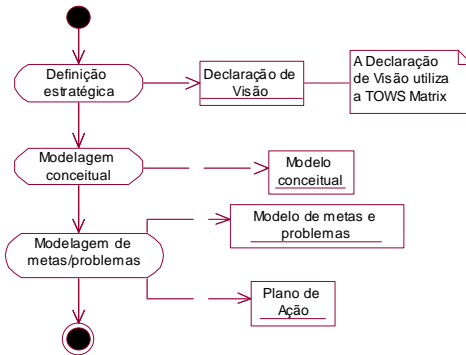 Definição
estratégica
Declaração de
Visão
A Declaração
de Visão utiliza
a TOWS Matrix
Modelagem
conceitual
Modelo
conceitual
Modelagem de
metas/problemas
Modelo de metas e
problemas
Plano de
Ação